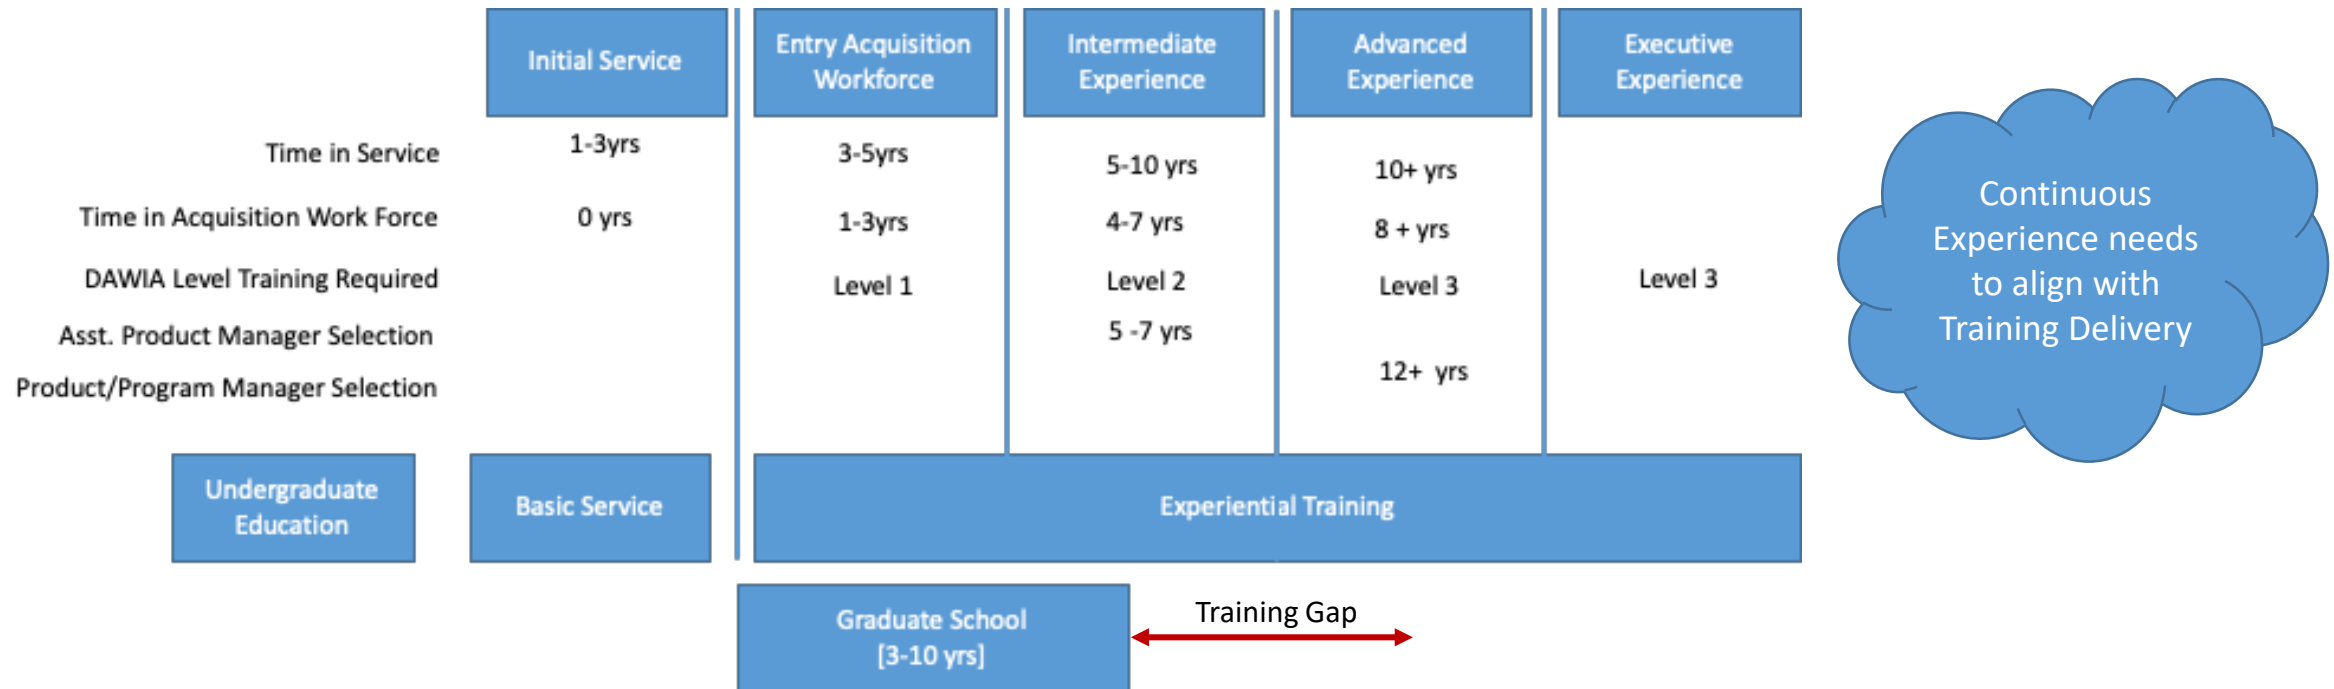 Initial Service
Entry Acquisition
Workforce
Intermediate
Experience
Advanced
Experience
Executive
Experience
Time in Service
1-3yrs
3-5yrs
5-10 yrs
10+ yrs
Time in Acquisition Work Force
0 yrs
1-3yrs
4-7 yrs
8 + yrs
DAWIA Level Training Required
Level 1
Level 2
Level 3
Level 3
Asst. Product Manager Selection
5 -7 yrs
Product/Program Manager Selection
12+ yrs
Undergraduate
Education
Basic Service
Experiential Training
Graduate School
[3-10 yrs]
Training Gap
Continuous
Experience needs
to align with
Training Delivery